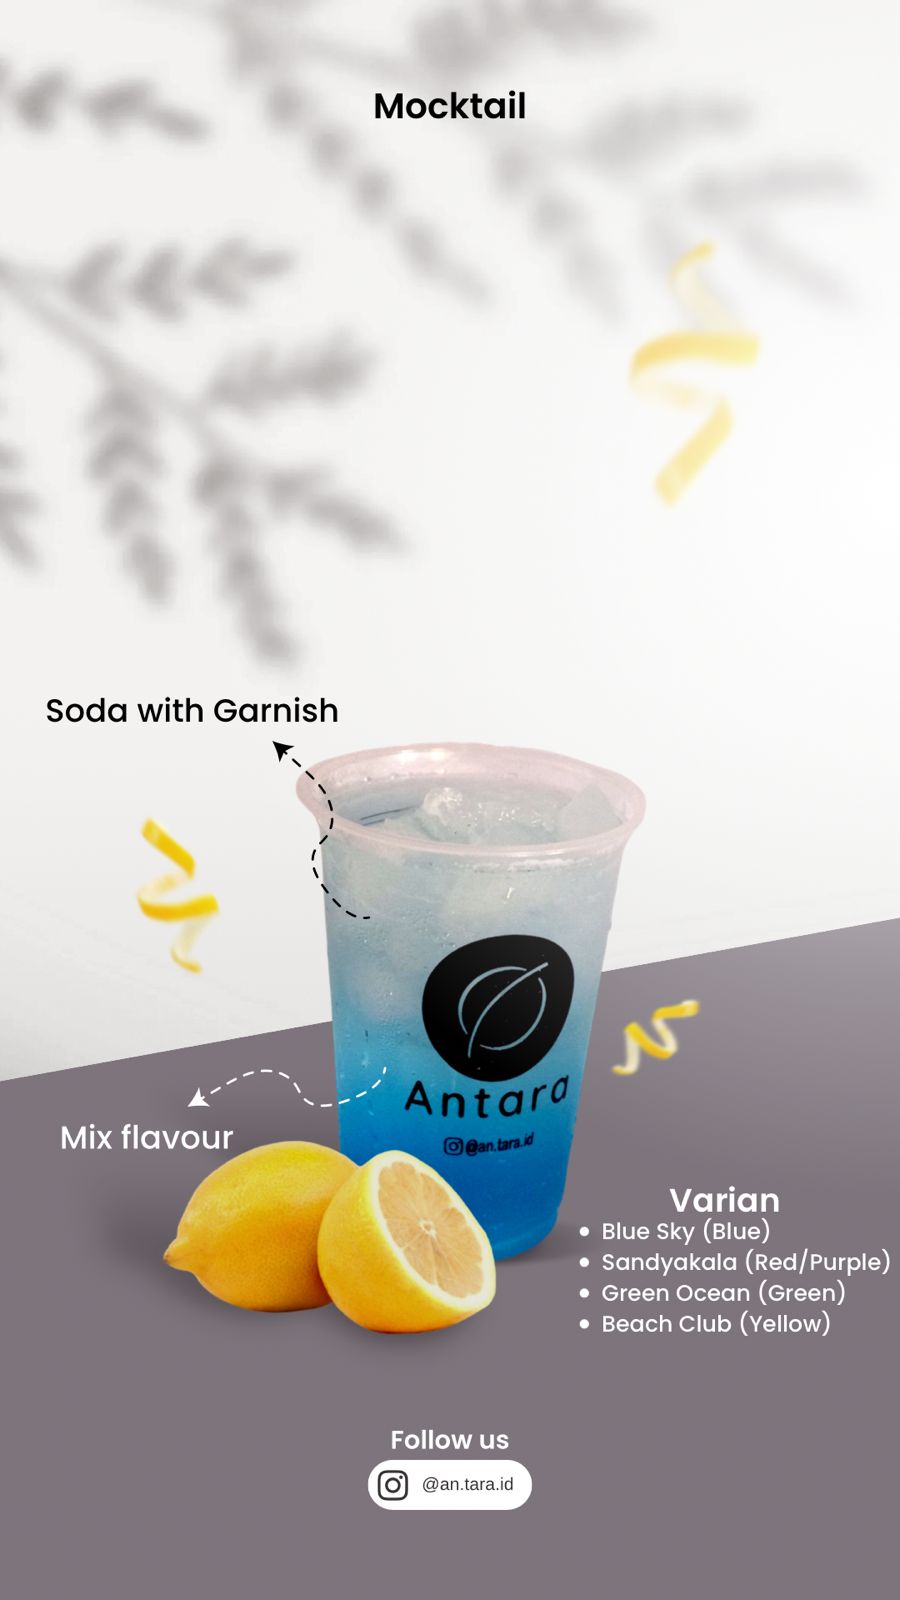 Mocktail
Soda with Garnish
Antara
@an.tara.id
Mix flavour
Varian
Blue Sky (Blue)
Sandyakala (Red/Purple)
Green Ocean (Green)
Beach Club (Yellow)
Follow us
@an.tara.id